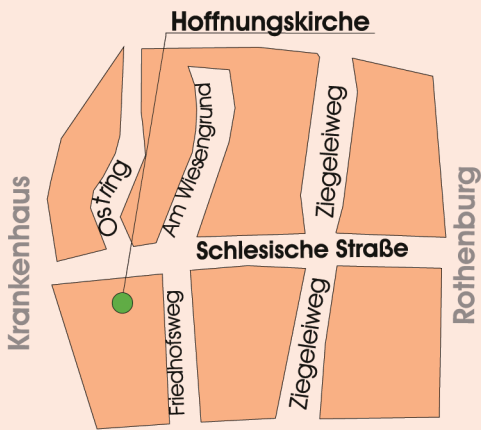 Hoffnungskirche
Krankenhaus
Ostring
Am Wiesengrund
Ziegeleiweg
Rothenburg
Schlesische Straße
Friedhofsweg
Ziegeleiweg